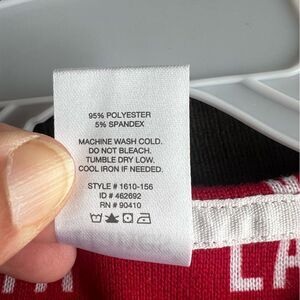 95% POLYESTER
5% SPANDEX
MACHINE WASH COLD.
DO NOT BLEACH.
TUMBLE DRY LOW.
COOL IRON IF NEEDED.
STYLE # 1610-156
ID # 462692
RN # 90410
LA